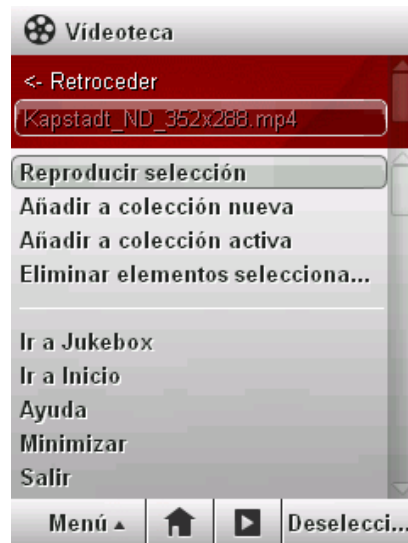 Vídeoteca
<- Retroceder
Kapstadt_ND_352x288.mp4
Reproducir selección
Añadir a colección nueva
Añadir a colección activa
Eliminar elementos selecciona...
Ir a Jukebox
Ir a Inicio
Ayuda
Minimizar
Salir
Menú ▴ Deselecci...